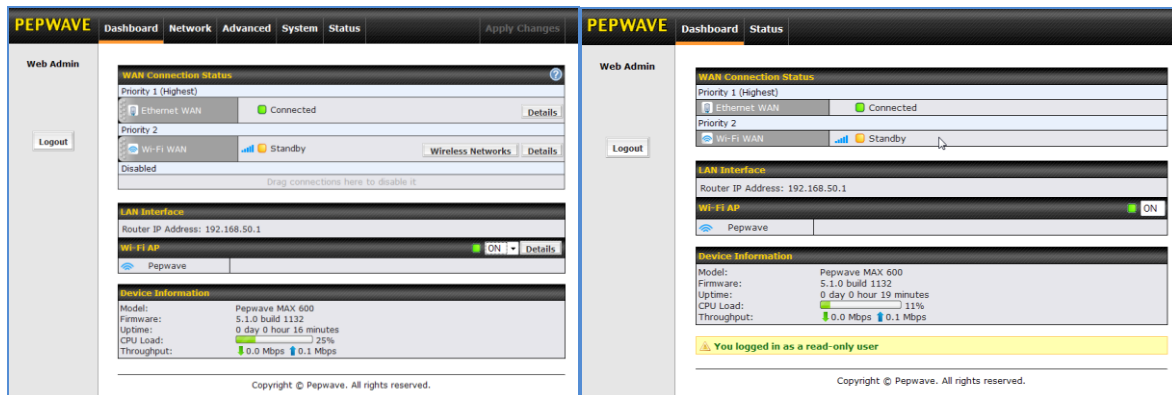 PEPWAVE Dashboard Network Advanced System Status Apply Changes
Web Admin
Logout
WAN Connection Status
Priority 1 (Highest)
Ethernet WAN Connected Details
Priority 2
Wi-Fi WAN Standby Wireless Networks Details
Disabled
Drag connections here to disable it
LAN Interface
Router IP Address: 192.168.50.1
Wi-Fi AP ON Details
Pepwave
Device Information
Model: Pepwave MAX 600
Firmware: 5.1.0 build 1132
Uptime: 0 day 0 hour 16 minutes
CPU Load: 25%
Throughput: 0.0 Mbps 0.1 Mbps
Copyright © Pepwave. All rights reserved.
PEPWAVE Dashboard Status
Web Admin
Logout
WAN Connection Status
Priority 1 (Highest)
Ethernet WAN Connected
Priority 2
Wi-Fi WAN Standby
LAN Interface
Router IP Address: 192.168.50.1
Wi-Fi AP ON
Pepwave
Device Information
Model: Pepwave MAX 600
Firmware: 5.1.0 build 1132
Uptime: 0 day 0 hour 19 minutes
CPU Load: 11%
Throughput: 0.0 Mbps 0.1 Mbps
You logged in as a read-only user
Copyright © Pepwave. All rights reserved.